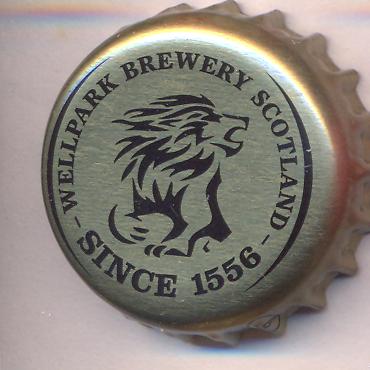 - WELLPARK BREWERY SCOTLAND -
SINCE 1556